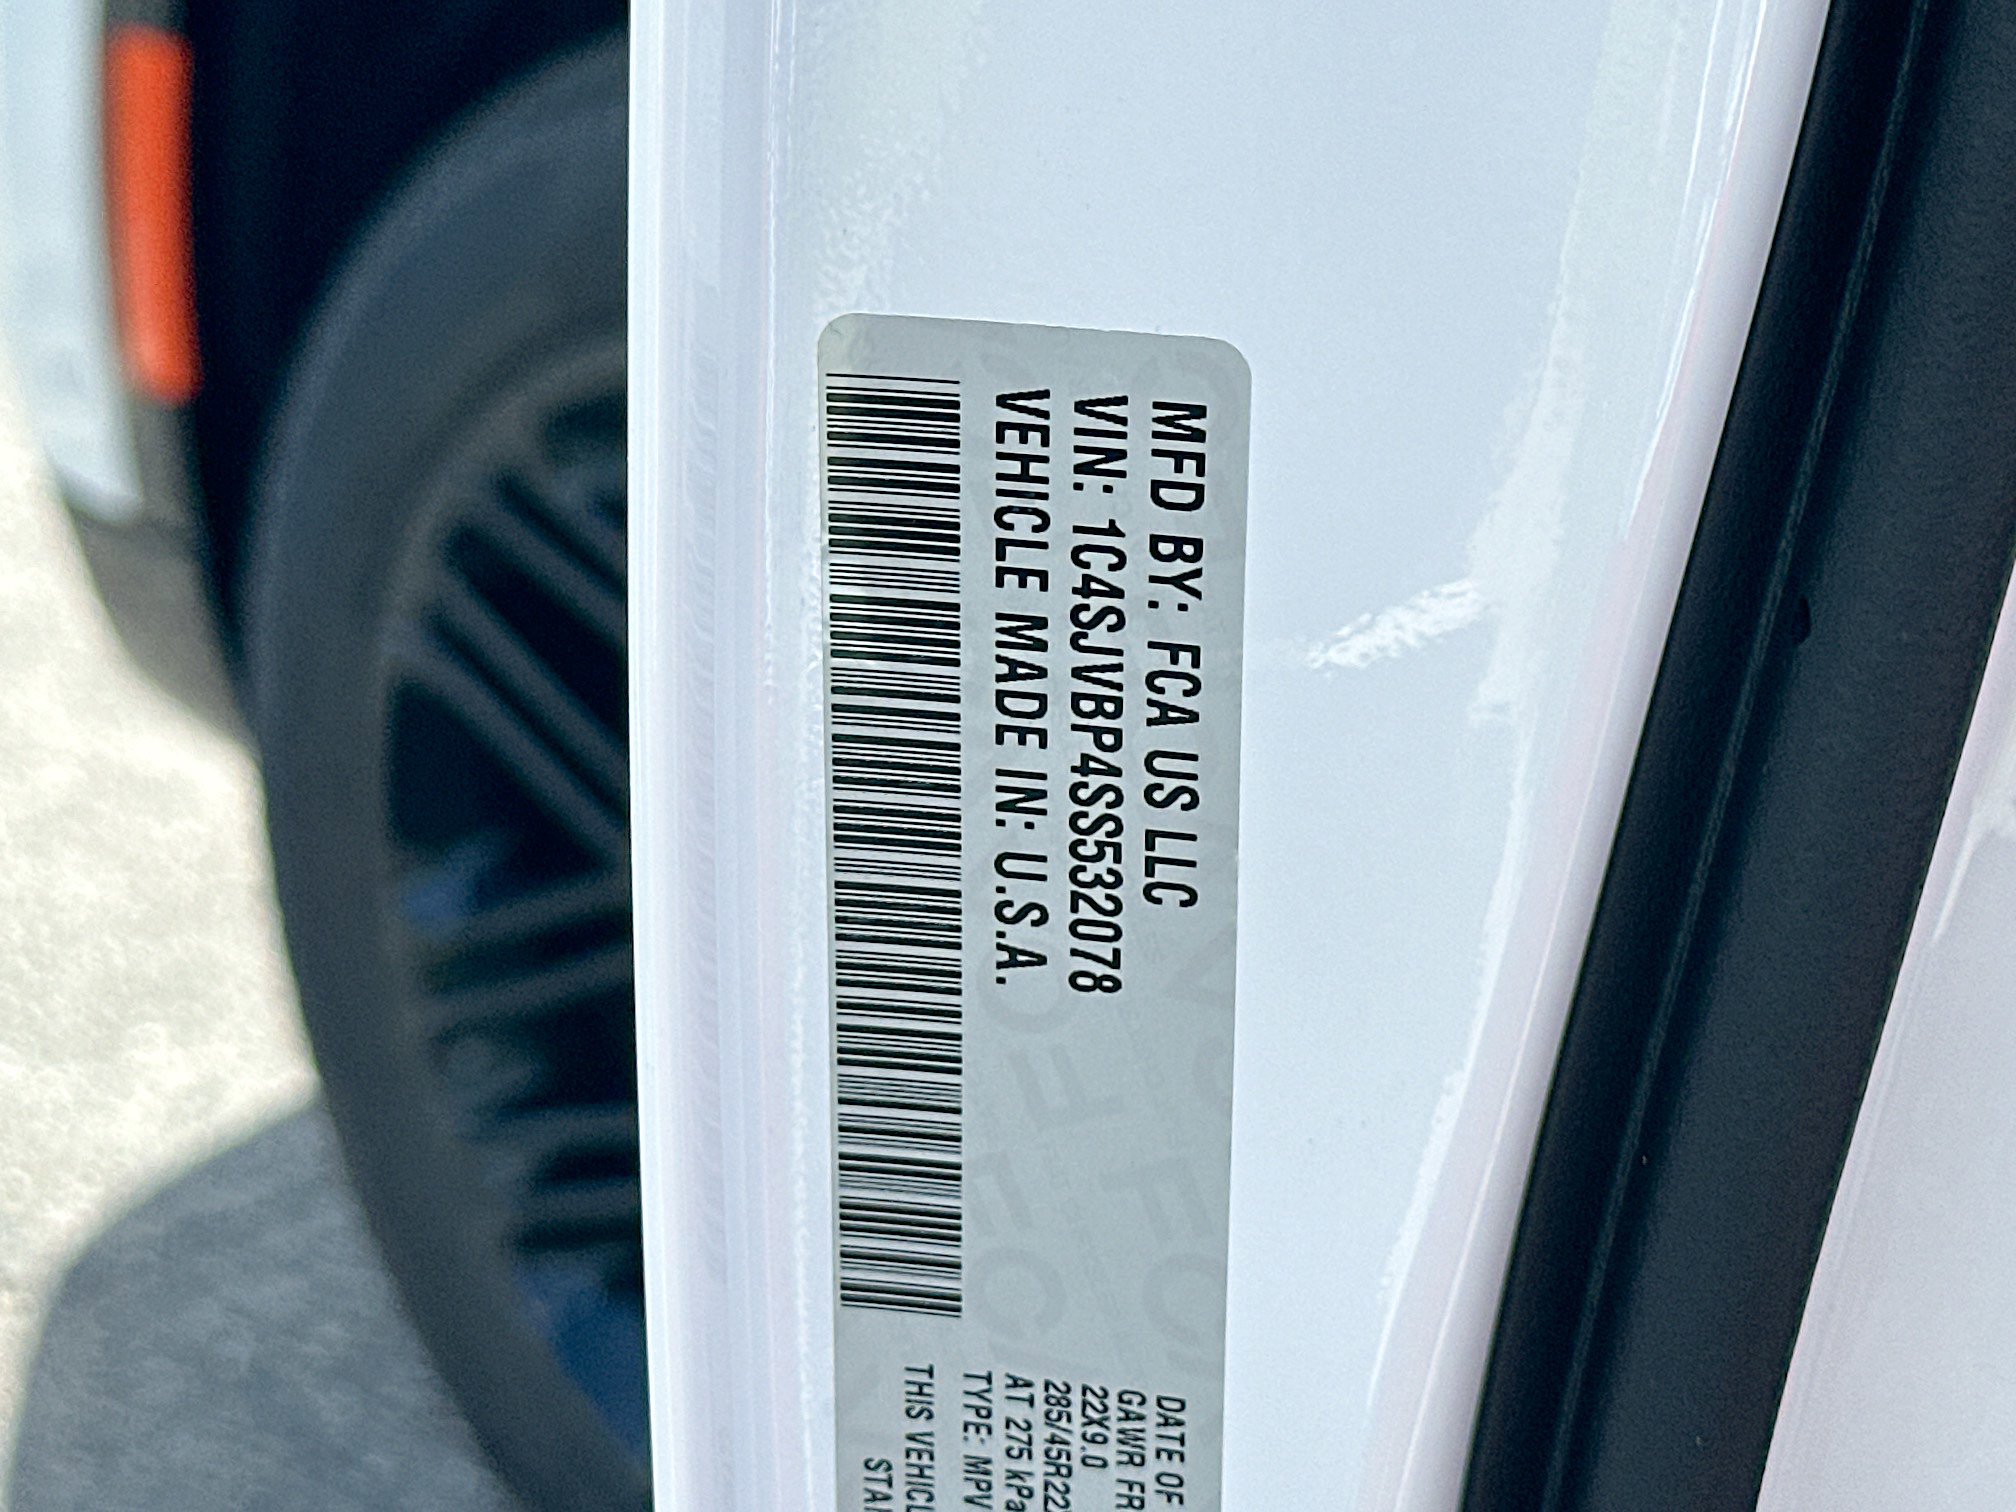 MFD BY: FCA US LLC
VIN: 1C4SJVBP4SS532078
VEHICLE MADE IN: U.S.A.
DATE OF
GAWR FR
22X9.0
285/45R22
AT 275 kPa
TYPE: MPV
THIS VEHICL
STAI